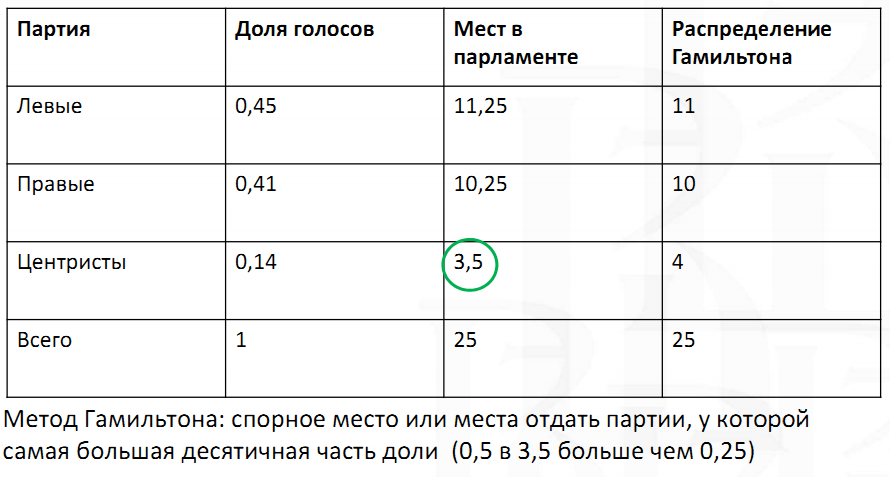 Партия Доля голосов Мест в Распределение
парламенте Гамильтона
Левые 0,45 11,25 11
Правые 0,41 10,25 10
Центристы 0,14 3,5 4
Всего 1 25 25
Метод Гамильтона: спорное место или места отдать партии, у которой
самая большая десятичная часть доли (0,5 в 3,5 больше чем 0,25)